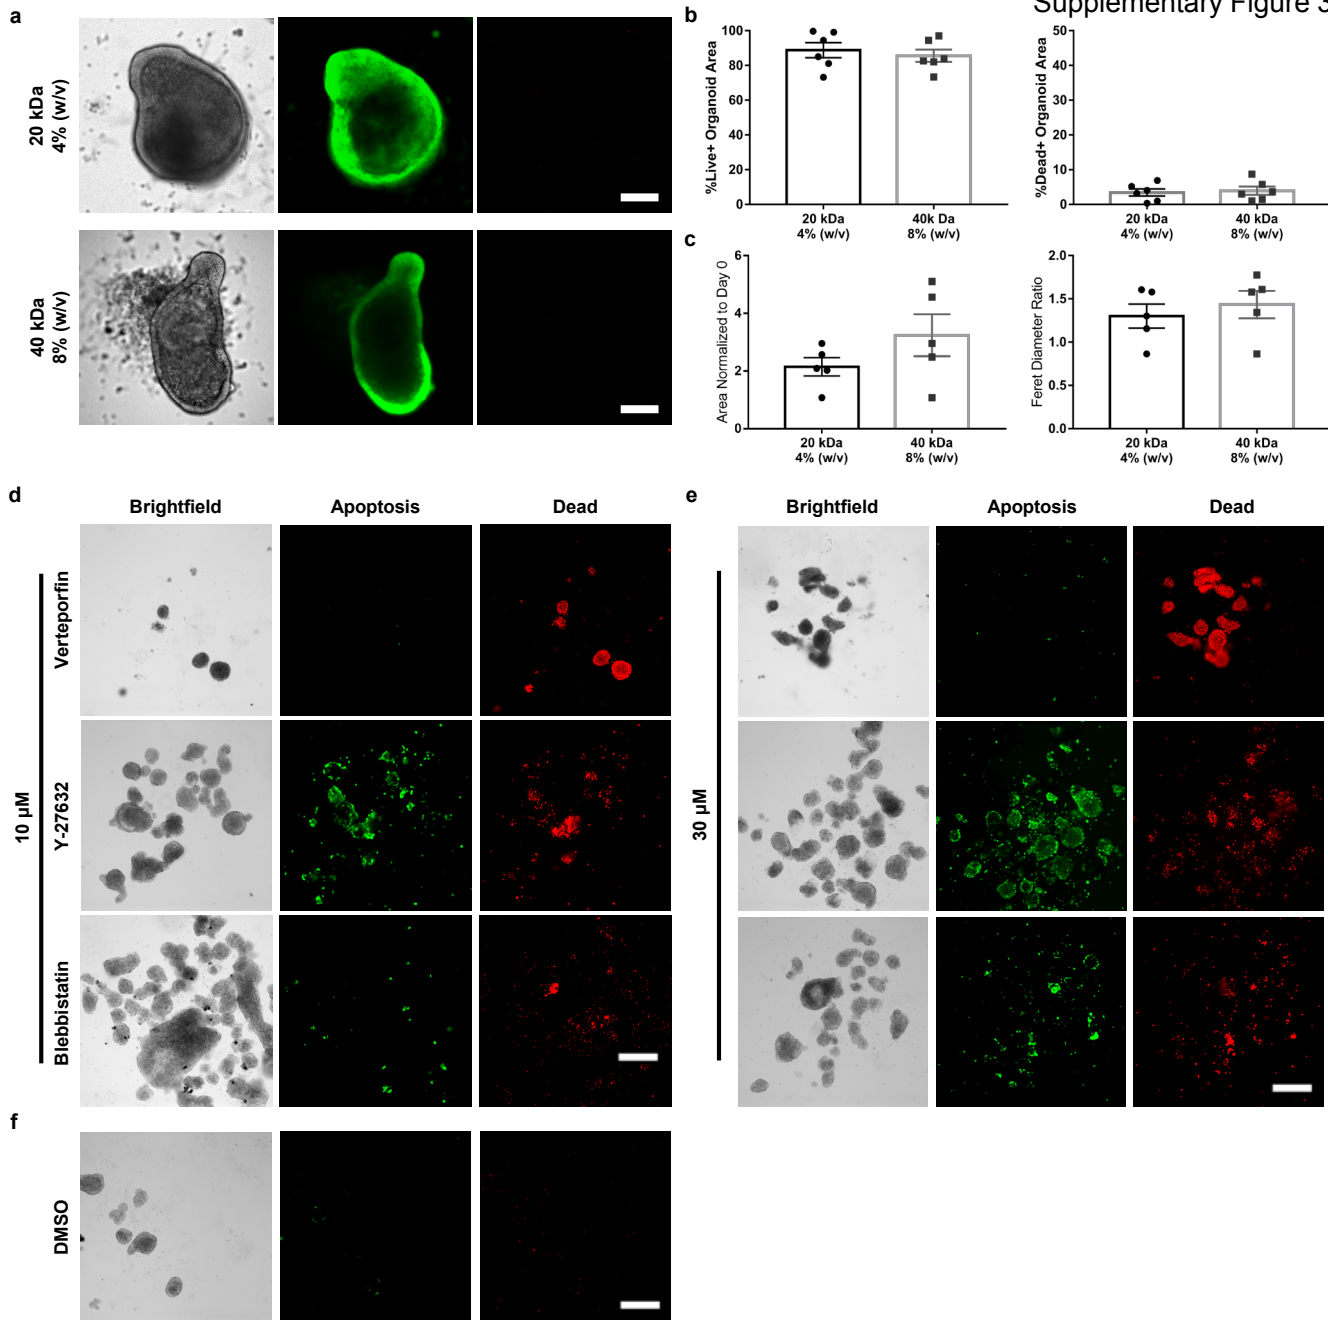 Supplementary Figure 3
a
20 kDa
4% (w/v)
40 kDa
8% (w/v)
b
%Live+ Organoid Area
100
80
60
40
20
0
20 kDa
4% (w/v)
40k Da
8% (w/v)
%Dead+ Organoid Area
50
40
30
20
10
0
20 kDa
4% (w/v)
40 kDa
8% (w/v)
c
Area Normalized to Day 0
6
4
2
0
20 kDa
4% (w/v)
40 kDa
8% (w/v)
Feret Diameter Ratio
2.0
1.5
1.0
0.5
0.0
20 kDa
4% (w/v)
40 kDa
8% (w/v)
d
Brightfield
Apoptosis
Dead
10 µM
Verteporfin
Y-27632
Blebbistatin
e
Brightfield
Apoptosis
Dead
30 µM
f
DMSO